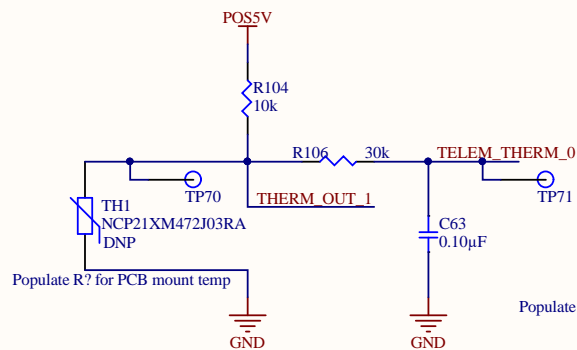 POS5V
R104
10k
R106 30k
TELEM_THERM_0
TP70
TP71
THERM_OUT_1
TH1
NCP21XM472J03RA
DNP
C63
0.10µF
Populate R? for PCB mount temp
Populate
GND
GND